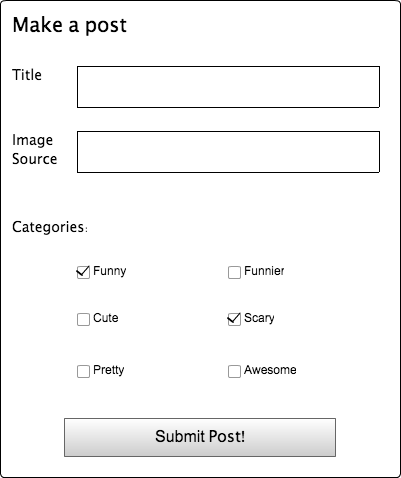 Make a post
Title
Image
Source
Categories:
Funny
Funnier
Cute
Scary
Pretty
Awesome
Submit Post!